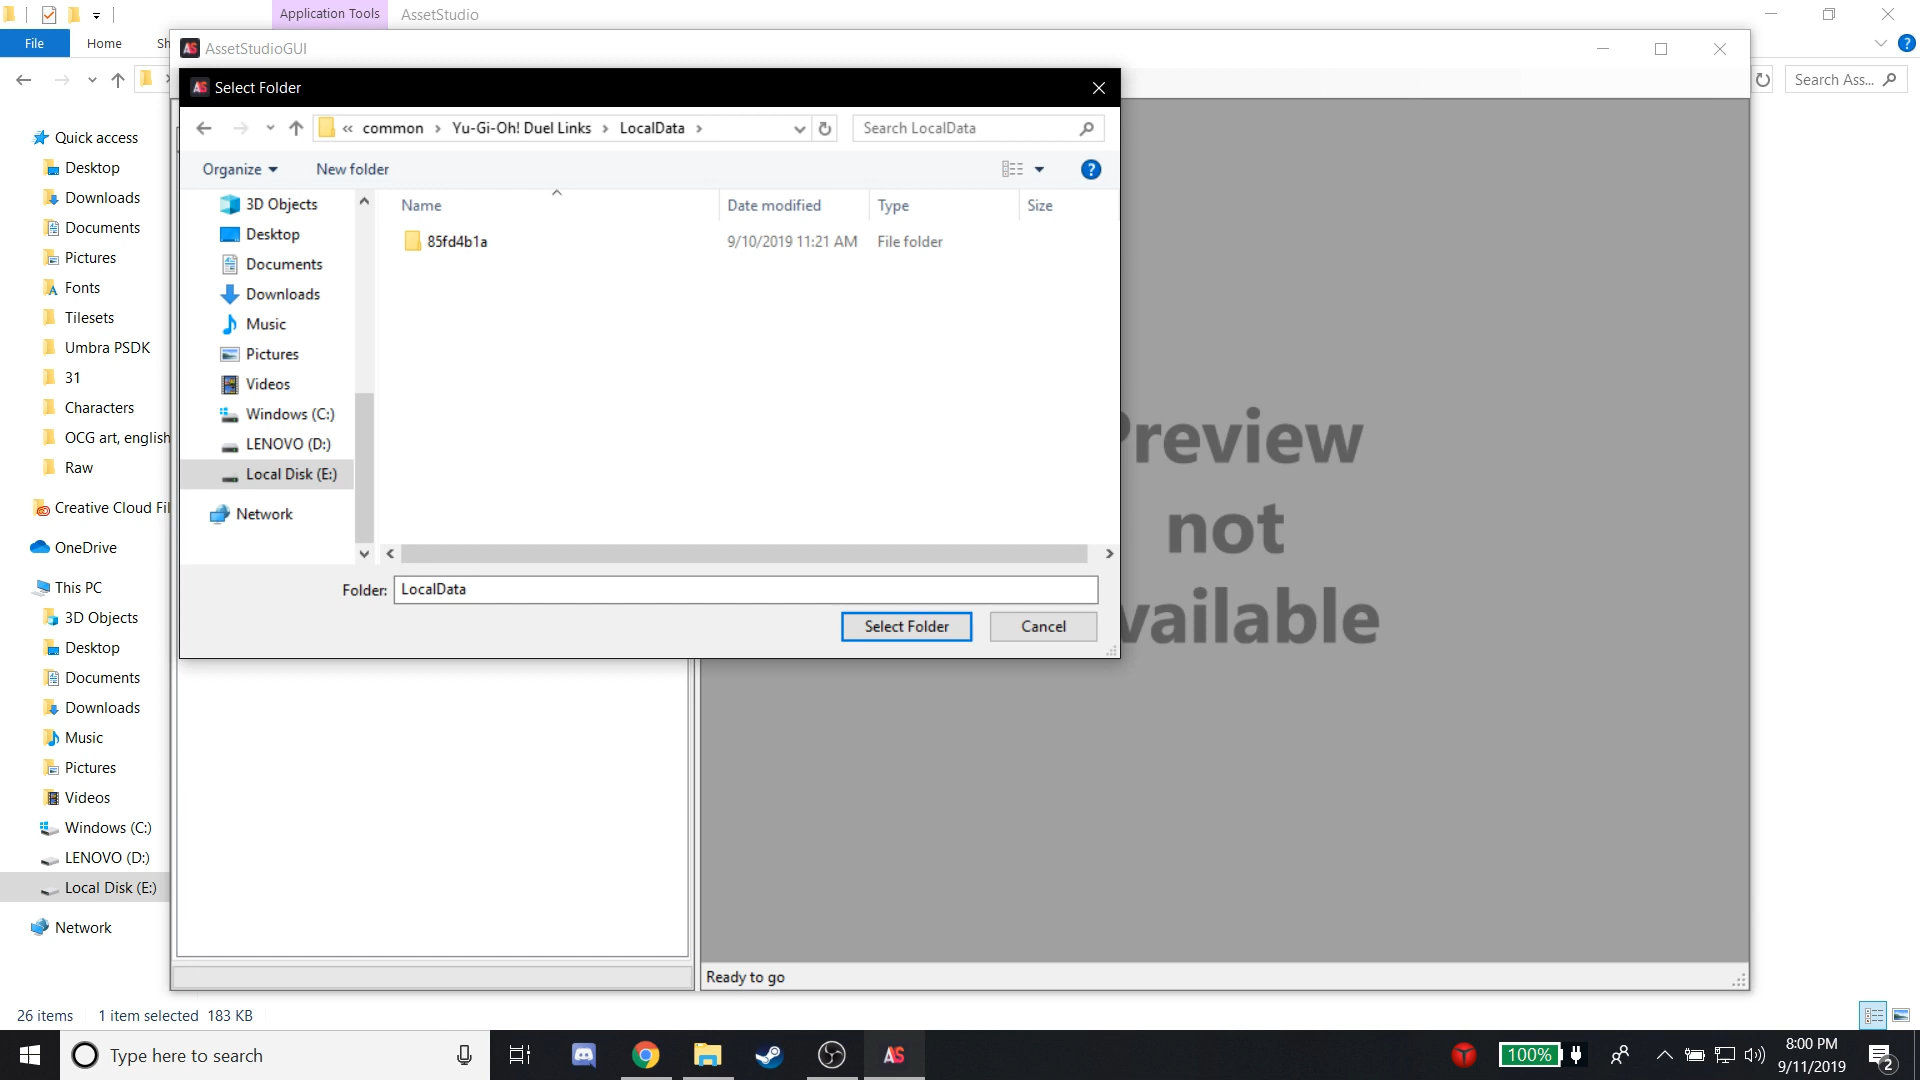 Application Tools
AssetStudio
File
Home
Sh
AssetStudioGUI
Search Ass...
Select Folder
« common › Yu-Gi-Oh! Duel Links › LocalData ›
Search LocalData
Organize
New folder
Quick access
Desktop
Downloads
Documents
Pictures
Fonts
Tilesets
Umbra PSDK
31
Characters
OCG art, english
Raw
Creative Cloud Fil
OneDrive
This PC
3D Objects
Desktop
Documents
Downloads
Music
Pictures
Videos
Windows (C:)
LENOVO (D:)
Local Disk (E:)
Network
3D Objects
Desktop
Documents
Downloads
Music
Pictures
Videos
Windows (C:)
LENOVO (D:)
Local Disk (E:)
Network
Name
Date modified
Type
Size
85fd4b1a
9/10/2019 11:21 AM
File folder
Folder:
LocalData
Select Folder
Cancel
Preview
not
vailable
Ready to go
26 items
1 item selected 183 KB
Type here to search
100%
8:00 PM
9/11/2019
2